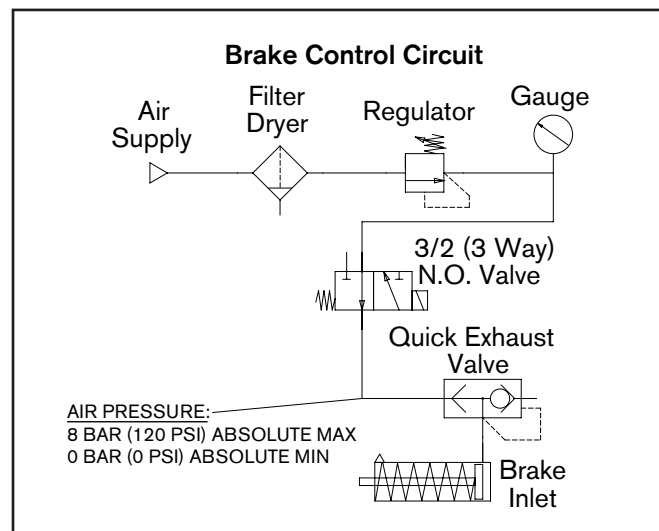 Brake Control Circuit
Air
Supply
Filter
Dryer
Regulator
Gauge
3/2 (3 Way)
N.O. Valve
Quick Exhaust
Valve
AIR PRESSURE:
8 BAR (120 PSI) ABSOLUTE MAX
0 BAR (0 PSI) ABSOLUTE MIN
Brake
Inlet